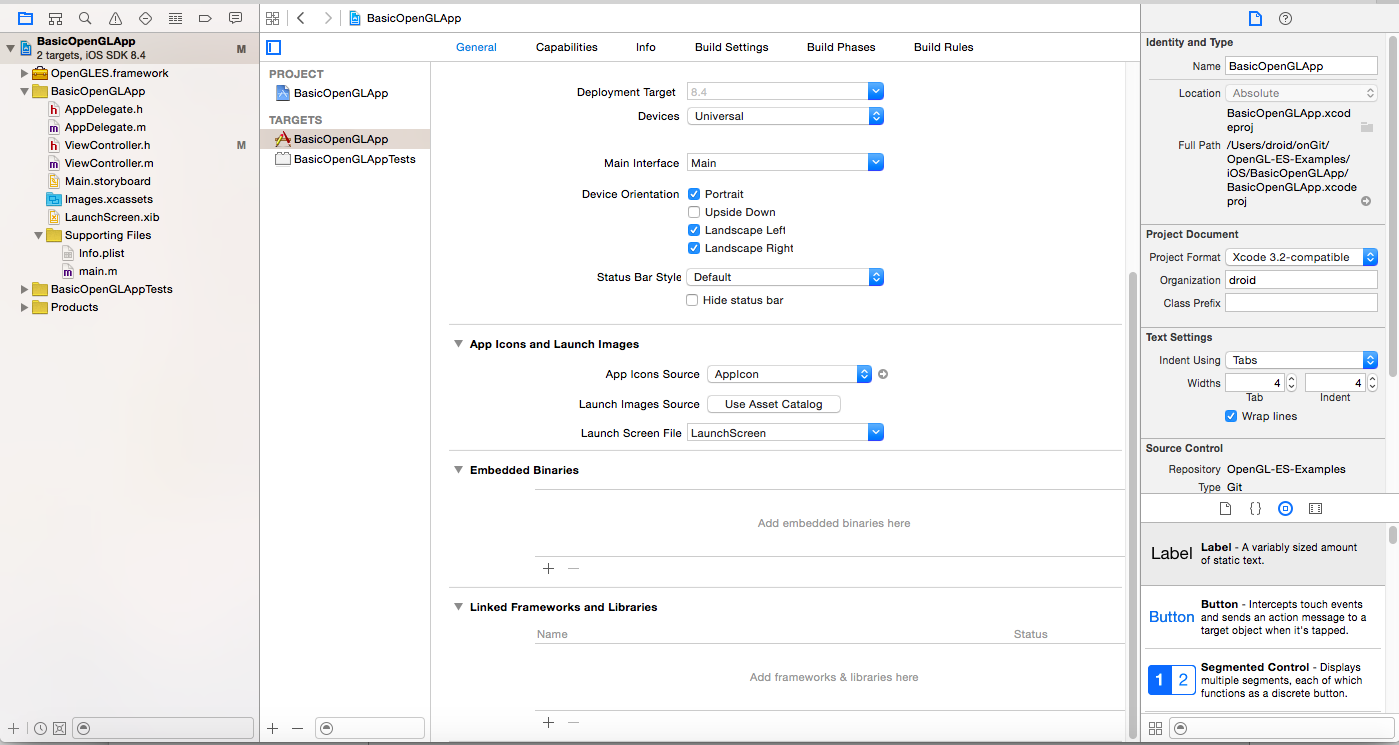 BasicOpenGLApp
BasicOpenGLApp
2 targets, iOS SDK 8.4
M
OpenGLES.framework
BasicOpenGLApp
h AppDelegate.h
m AppDelegate.m
h ViewController.h
M
m ViewController.m
Main.storyboard
Images.xcassets
LaunchScreen.xib
Supporting Files
Info.plist
m main.m
BasicOpenGLAppTests
Products
General
Capabilities
Info
Build Settings
Build Phases
Build Rules
PROJECT
BasicOpenGLApp
TARGETS
BasicOpenGLApp
BasicOpenGLAppTests
Deployment Target 8.4
Devices Universal
Main Interface Main
Device Orientation Portrait
Upside Down
Landscape Left
Landscape Right
Status Bar Style Default
Hide status bar
App Icons and Launch Images
App Icons Source AppIcon
Launch Images Source Use Asset Catalog
Launch Screen File LaunchScreen
Embedded Binaries
Add embedded binaries here
Linked Frameworks and Libraries
Name Status
Add frameworks & libraries here
Identity and Type
Name BasicOpenGLApp
Location Absolute
BasicOpenGLApp.xcod
eproj
Full Path /Users/droid/onGit/
OpenGL-ES-Examples/
iOS/BasicOpenGLApp/
BasicOpenGLApp.xcode
proj
Project Document
Project Format Xcode 3.2-compatible
Organization droid
Class Prefix
Text Settings
Indent Using Tabs
Widths 4 4
Tab Indent
Wrap lines
Source Control
Repository OpenGL-ES-Examples
Type Git
{ }
Label
Label - A variably sized amount
of static text.
Button
Button - Intercepts touch events
and sends an action message to a
target object when it's tapped.
1 2
Segmented Control - Displays
multiple segments, each of which
functions as a discrete button.